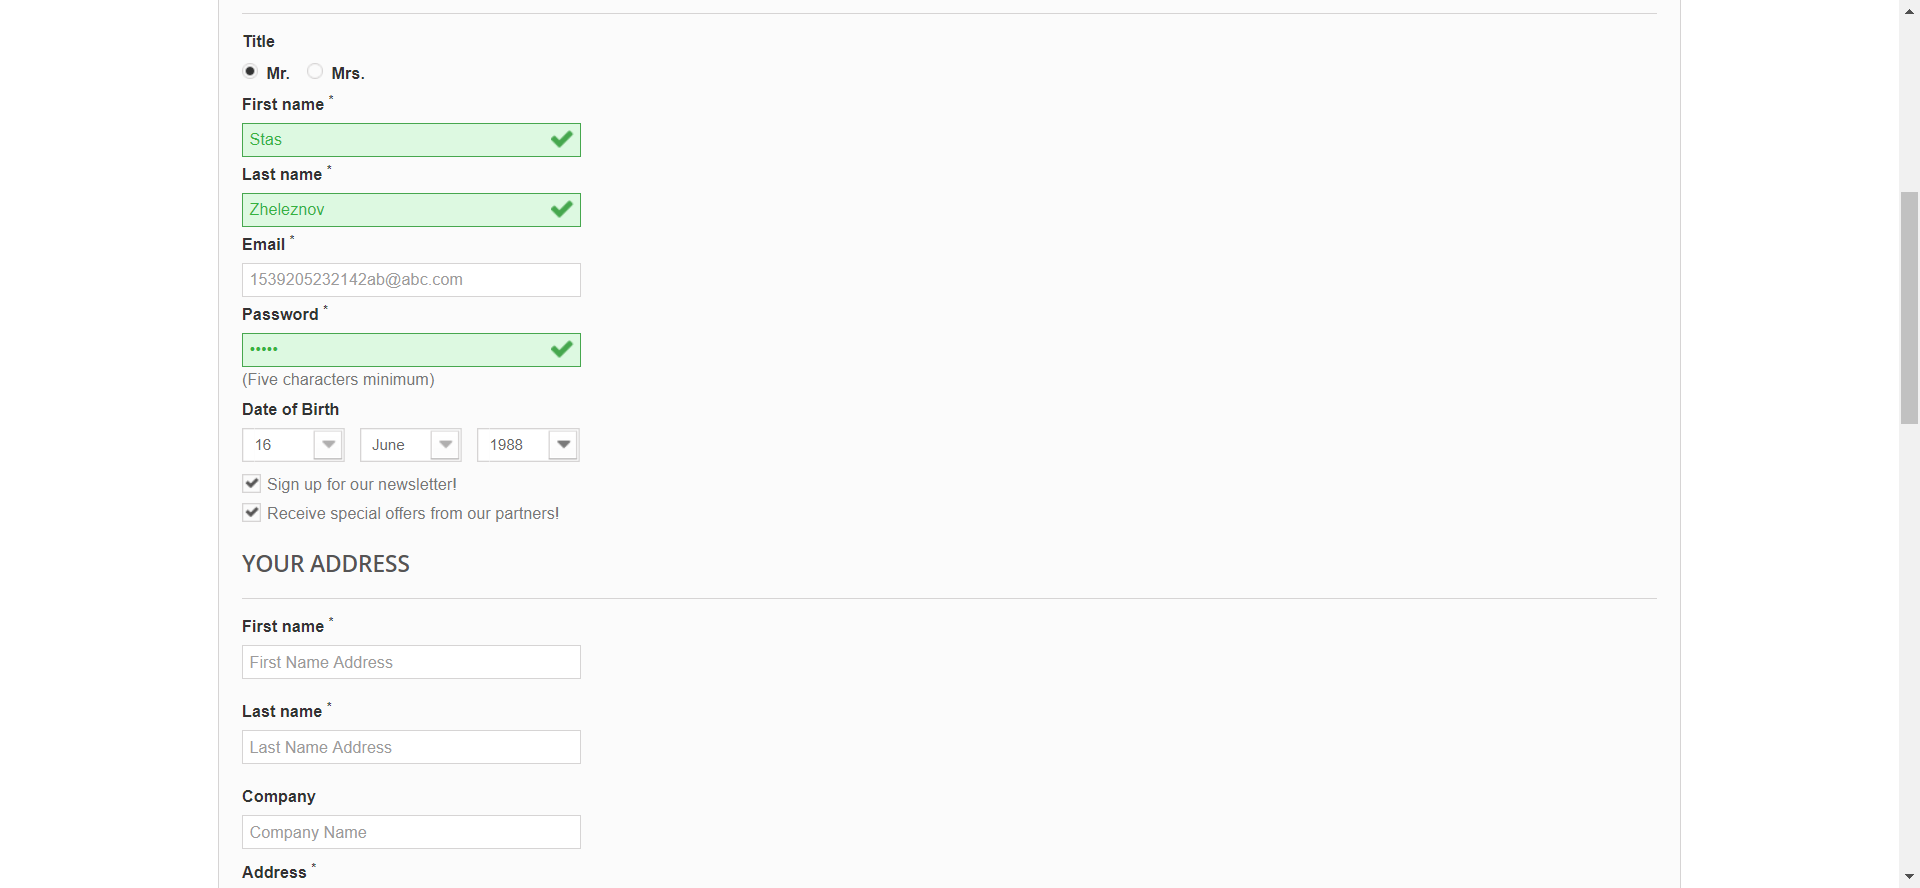 Title
Mr. Mrs.
First name *
Stas
Last name *
Zheleznov
Email *
1539205232142ab@abc.com
Password *
•••••
(Five characters minimum)
Date of Birth
16 June 1988
Sign up for our newsletter!
Receive special offers from our partners!
YOUR ADDRESS
First name *
First Name Address
Last name *
Last Name Address
Company
Company Name
Address *